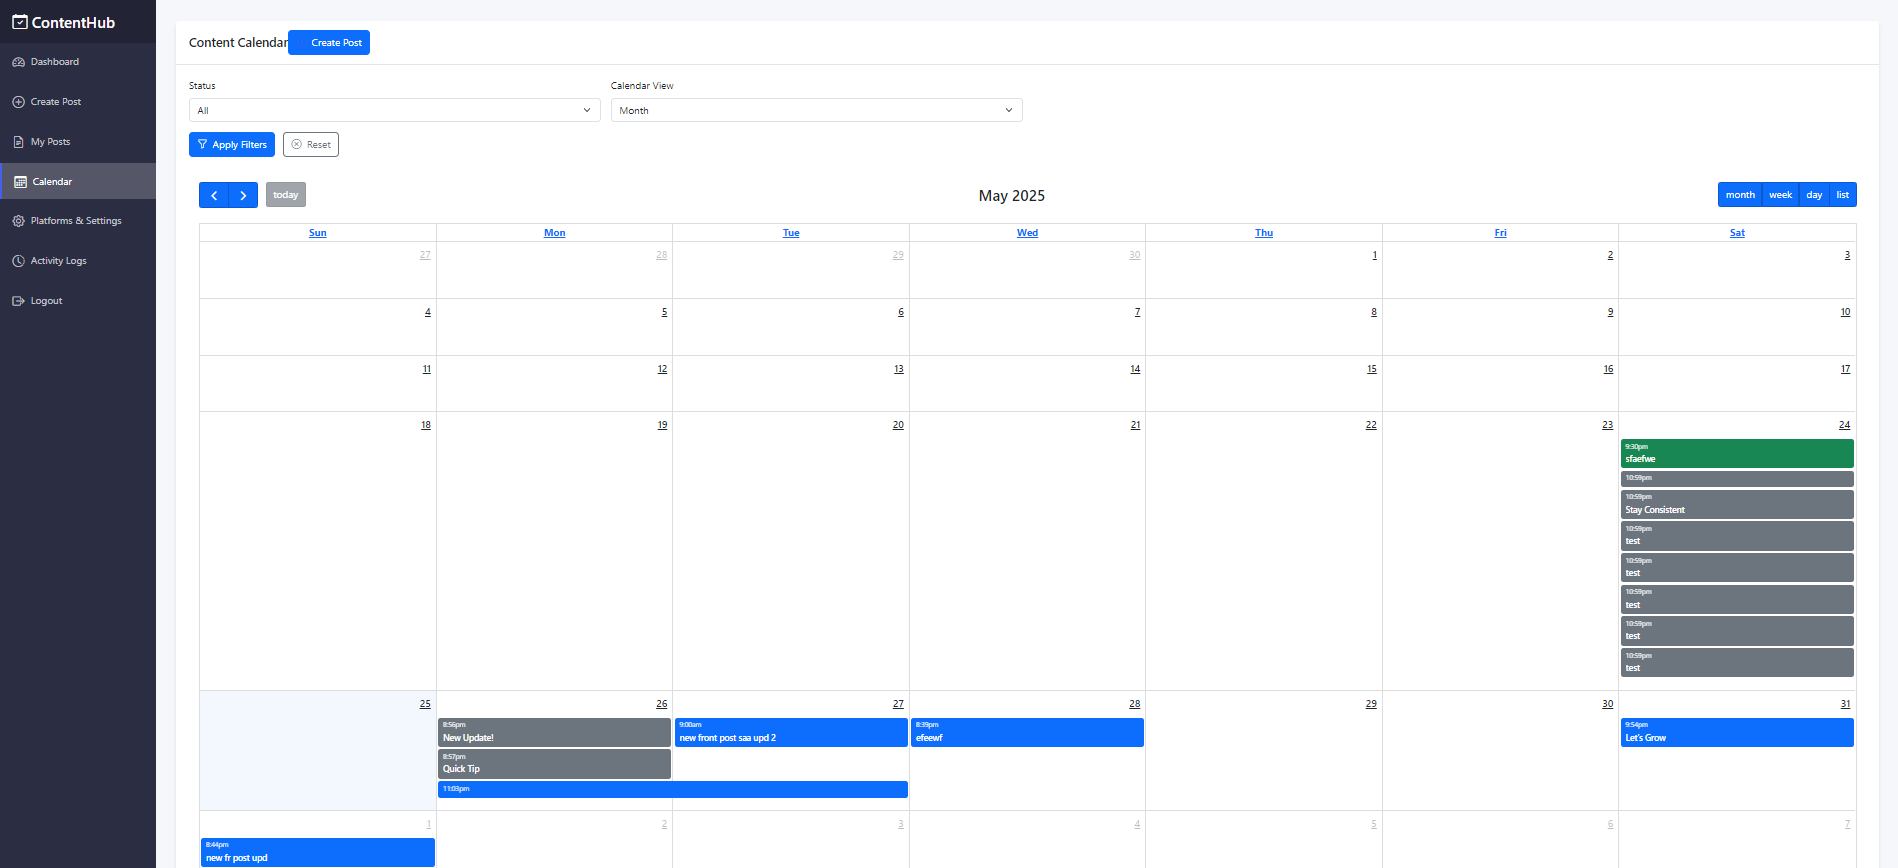 ContentHub
Dashboard
Create Post
My Posts
Calendar
Platforms & Settings
Activity Logs
Logout
Content Calendar Create Post
Status Calendar View
All Month
Apply Filters Reset
today May 2025 month week day list
Sun Mon Tue Wed Thu Fri Sat
27 28 29 30 1 2 3
4 5 6 7 8 9 10
11 12 13 14 15 16 17
18 19 20 21 22 23 24
9:30pm
sfaefwe
10:59pm
10:59pm
Stay Consistent
10:59pm
test
10:59pm
test
10:59pm
test
10:59pm
test
10:59pm
test
25 26 27 28 29 30 31
8:56pm 9:00am 8:39pm 9:54pm
New Update! new front post saa upd 2 efeewf Let's Grow
8:57pm
Quick Tip
11:03pm
1 2 3 4 5 6 7
8:44pm
new fr post upd